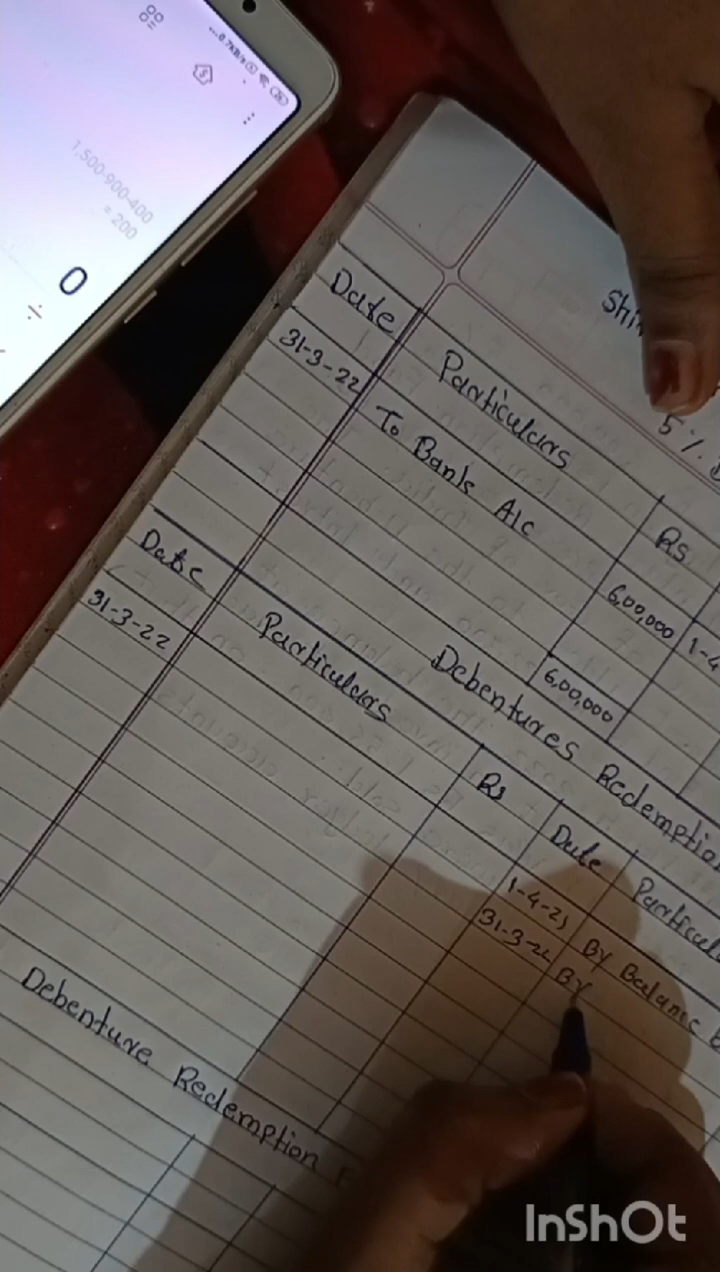 0.7KB/s
1,500-900-400
= 200
0
÷
5%
Date Particulars Rs
31-3-22 To Bank A/c 6,00,000 1-4
6,00,000
Debentures Redemption
Date Particulars Rs Date
31-3-22 1-4-21 By Balance
31-3-22 By
Debenture Redemption
InShOt